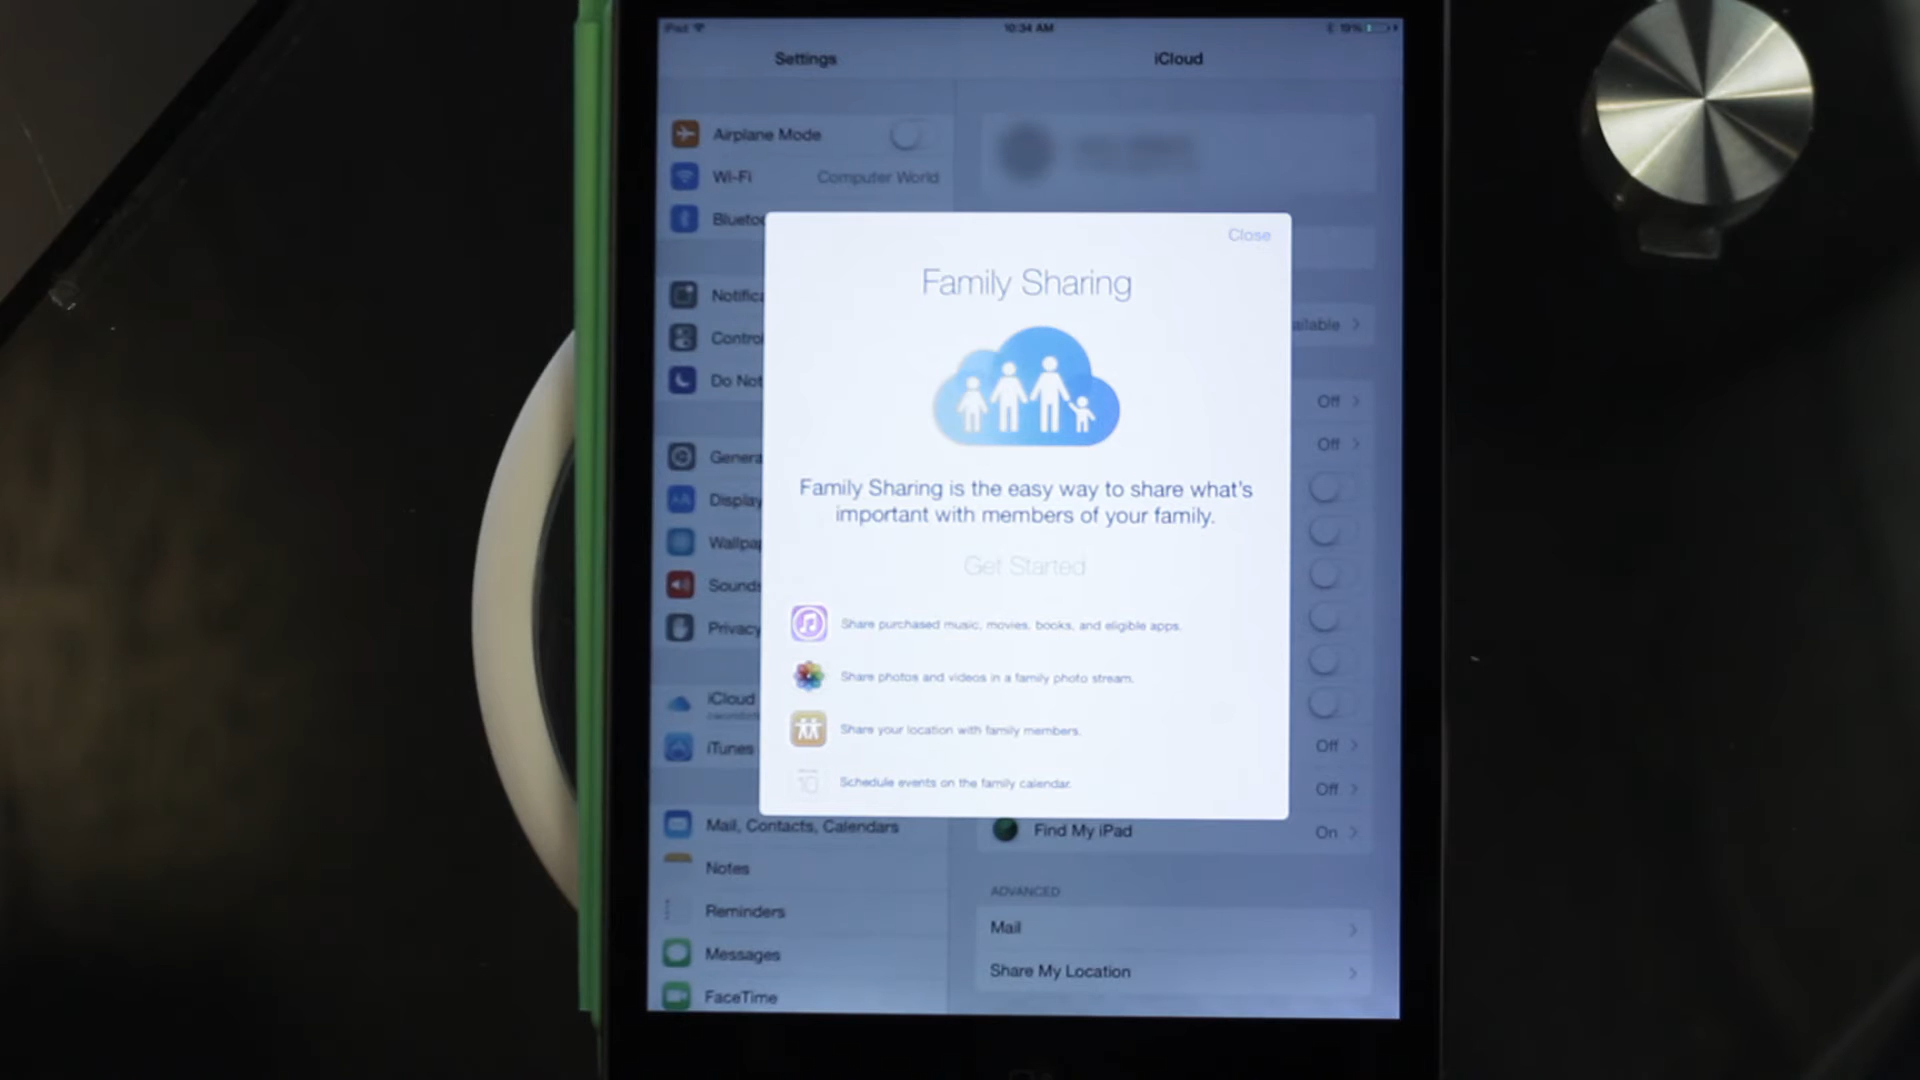 iPad
10:34 AM
19%
Settings
iCloud
Airplane Mode
Wi-Fi
Computer World
Close
Family Sharing
Family Sharing is the easy way to share what's
important with members of your family.
Get Started
Share purchased music, movies, books, and eligible apps.
Share photos and videos in a family photo stream.
Share your location with family members.
10
Schedule events on the family calendar.
Off
Off
iCloud
iTunes
Off
Off
Mail, Contacts, Calendars
Find My iPad
On
Notes
ADVANCED
Reminders
Mail
Messages
Share My Location
FaceTime